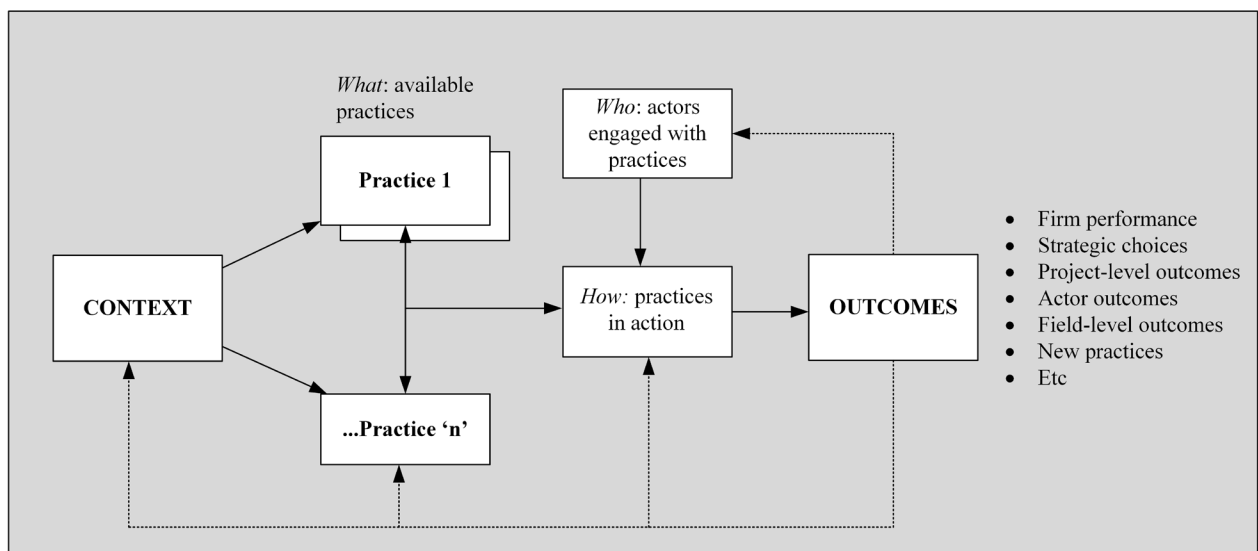 What: available
practices
Practice 1
Who: actors
engaged with
practices
CONTEXT
How: practices
in action
OUTCOMES
● Firm performance
● Strategic choices
● Project-level outcomes
● Actor outcomes
● Field-level outcomes
● New practices
● Etc
...Practice ‘n’